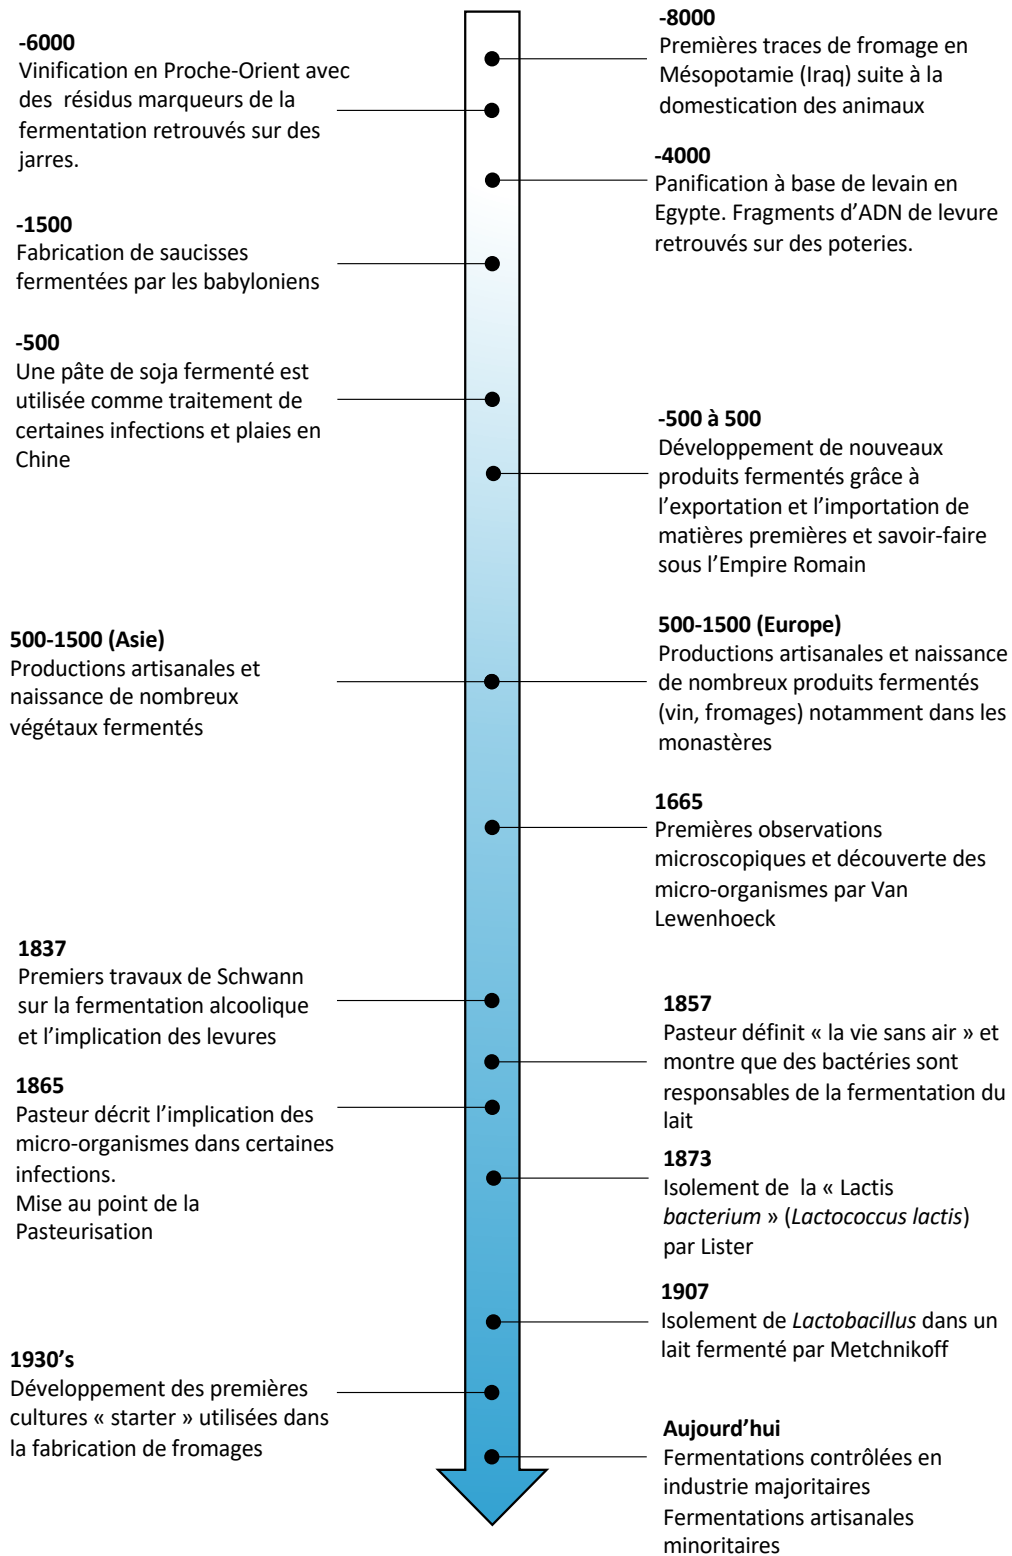 -8000
Premières traces de fromage en
Mésopotamie (Iraq) suite à la
domestication des animaux
-6000
Vinification en Proche-Orient avec
des résidus marqueurs de la
fermentation retrouvés sur des
jarres.
-4000
Panification à base de levain en
Egypte. Fragments d’ADN de levure
retrouvés sur des poteries.
-1500
Fabrication de saucisses
fermentées par les babyloniens
-500
Une pâte de soja fermenté est
utilisée comme traitement de
certaines infections et plaies en
Chine
-500 à 500
Développement de nouveaux
produits fermentés grâce à
l’exportation et l’importation de
matières premières et savoir-faire
sous l’Empire Romain
500-1500 (Asie)
Productions artisanales et
naissance de nombreux
végétaux fermentés
500-1500 (Europe)
Productions artisanales et naissance
de nombreux produits fermentés
(vin, fromages) notamment dans les
monastères
1665
Premières observations
microscopiques et découverte des
micro-organismes par Van
Lewenhoeck
1837
Premiers travaux de Schwann
sur la fermentation alcoolique
et l’implication des levures
1857
Pasteur définit « la vie sans air » et
montre que des bactéries sont
responsables de la fermentation du
lait
1865
Pasteur décrit l’implication des
micro-organismes dans certaines
infections.
Mise au point de la
Pasteurisation
1873
Isolement de la « Lactis
bacterium » (Lactococcus lactis)
par Lister
1907
Isolement de Lactobacillus dans un
lait fermenté par Metchnikoff
1930’s
Développement des premières
cultures « starter » utilisées dans
la fabrication de fromages
Aujourd’hui
Fermentations contrôlées en
industrie majoritaires
Fermentations artisanales
minoritaires